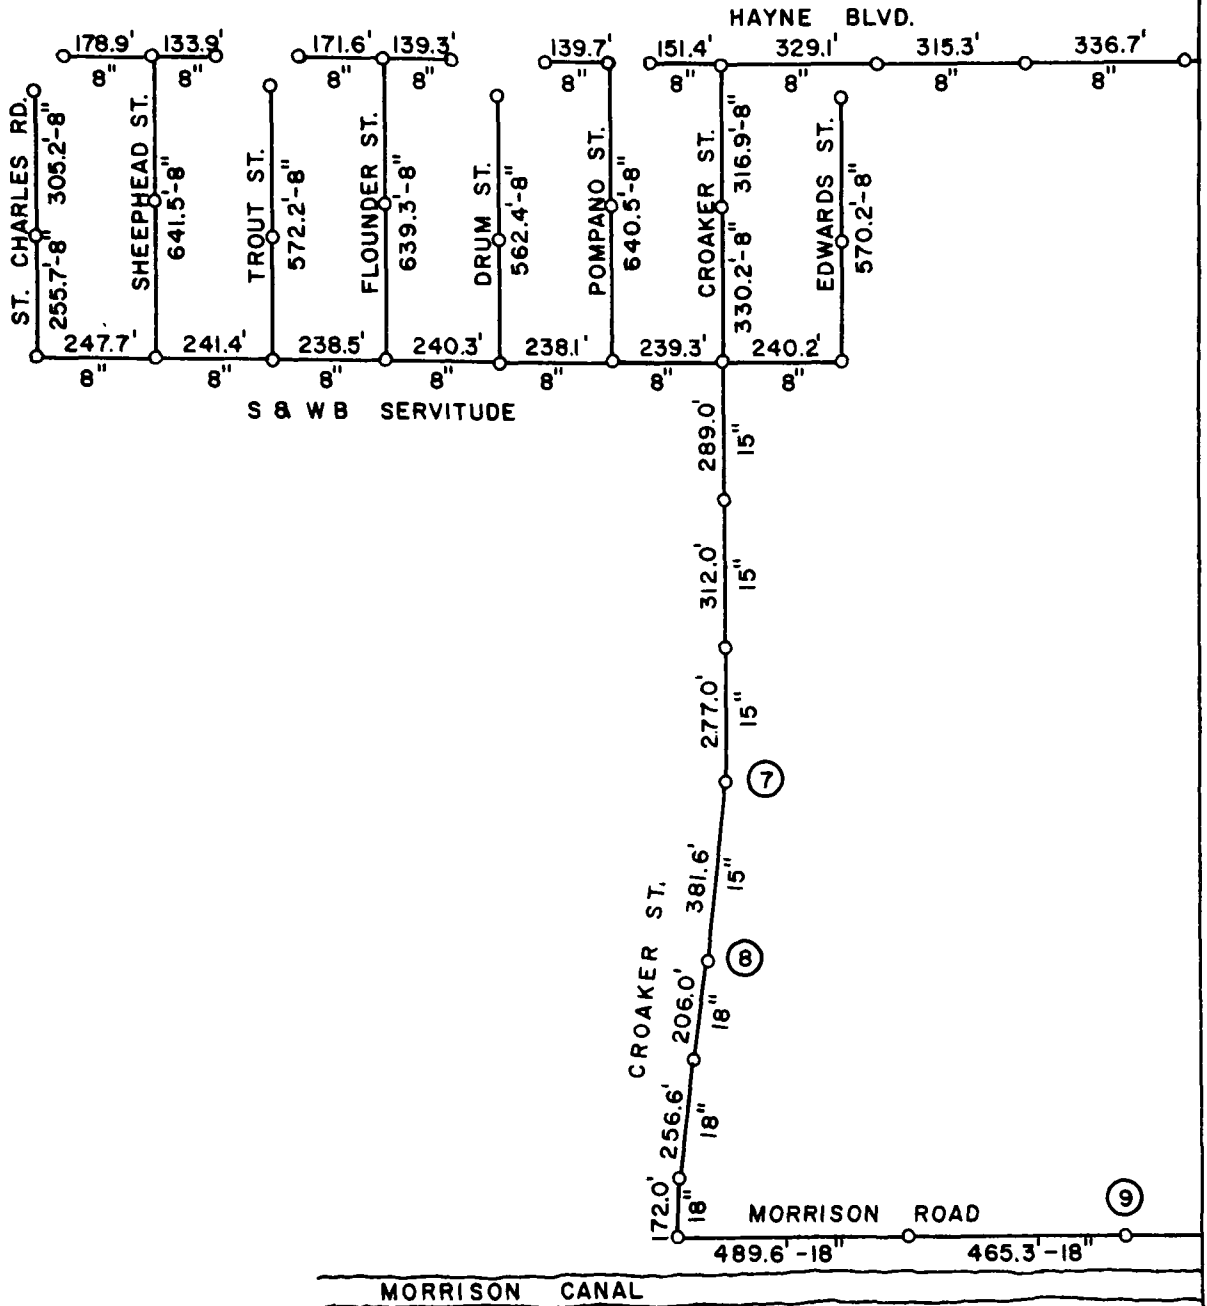 HAYNE BLVD.
178.9' 133.9' 171.6' 139.3' 139.7' 151.4' 329.1' 315.3' 336.7'
8" 8" 8" 8" 8" 8" 8" 8" 8"
ST. CHARLES RD.
255.7'-8" 305.2'-8"
SHEEPHEAD ST.
641.5'-8"
TROUT ST.
572.2'-8"
FLOUNDER ST.
639.3'-8"
DRUM ST.
562.4'-8"
POMPANO ST.
640.5'-8"
CROAKER ST.
330.2'-8" 316.9'-8"
EDWARDS ST.
570.2'-8"
247.7' 241.4' 238.5' 240.3' 238.1' 239.3' 240.2'
8" 8" 8" 8" 8" 8" 8"
S & W B SERVITUDE
289.0' 15"
312.0' 15"
277.0' 15"
7
381.6' 15"
CROAKER ST.
8
206.0' 18"
256.6' 18"
172.0' 18"
9
MORRISON ROAD
489.6'-18" 465.3'-18"
MORRISON CANAL